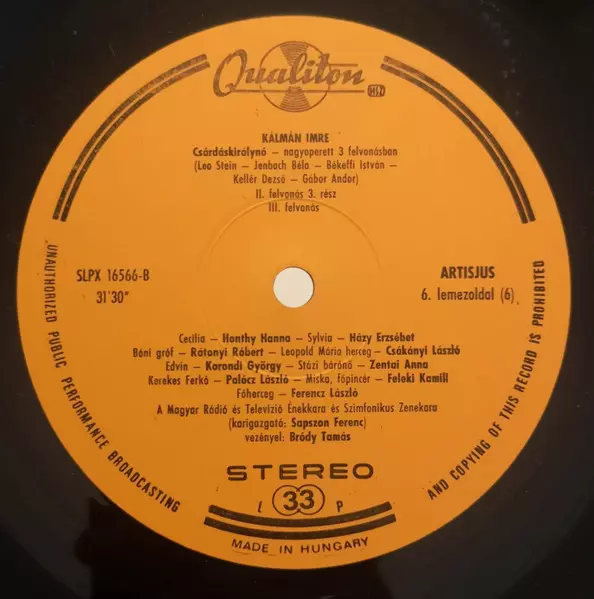 Qualiton
MHZ
KÁLMÁN IMRE
Csárdáskirálynő – nagyoperett 3 felvonásban
(Leo Stein – Jenbach Béla – Békeffi István –
Kellér Dezső – Gábor Andor)
II. felvonás 3. rész
III. felvonás
SLPX 16566-B
31'30"
ARTISJUS
6. lemezoldal (6)
Cecília – Honthy Hanna – Sylvia – Házy Erzsébet
Bóni gróf – Rátonyi Róbert – Leopold Mária herceg – Csákányi László
Edvin – Korondi György – Stázi bárónő – Zentai Anna
Kerekes Ferkó – Palócz László – Miska, főpincér – Feleki Kamill
Főherceg – Ferencz László
A Magyar Rádió és Televízió Énekkara és Szimfonikus Zenekara
(karigazgató: Sapszon Ferenc)
vezényel: Bródy Tamás
STEREO
L 33 P
MADE IN HUNGARY
UNAUTHORIZED PUBLIC PERFORMANCE BROADCASTING
AND COPYING OF THIS RECORD IS PROHIBITED